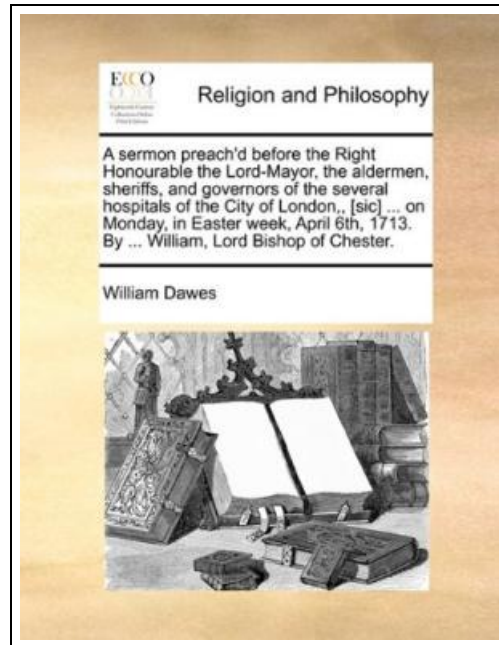 ECCO
Religion and Philosophy
A sermon preach'd before the Right
Honourable the Lord-Mayor, the aldermen,
sheriffs, and governors of the several
hospitals of the City of London,, [sic] ... on
Monday, in Easter week, April 6th, 1713.
By ... William, Lord Bishop of Chester.
William Dawes